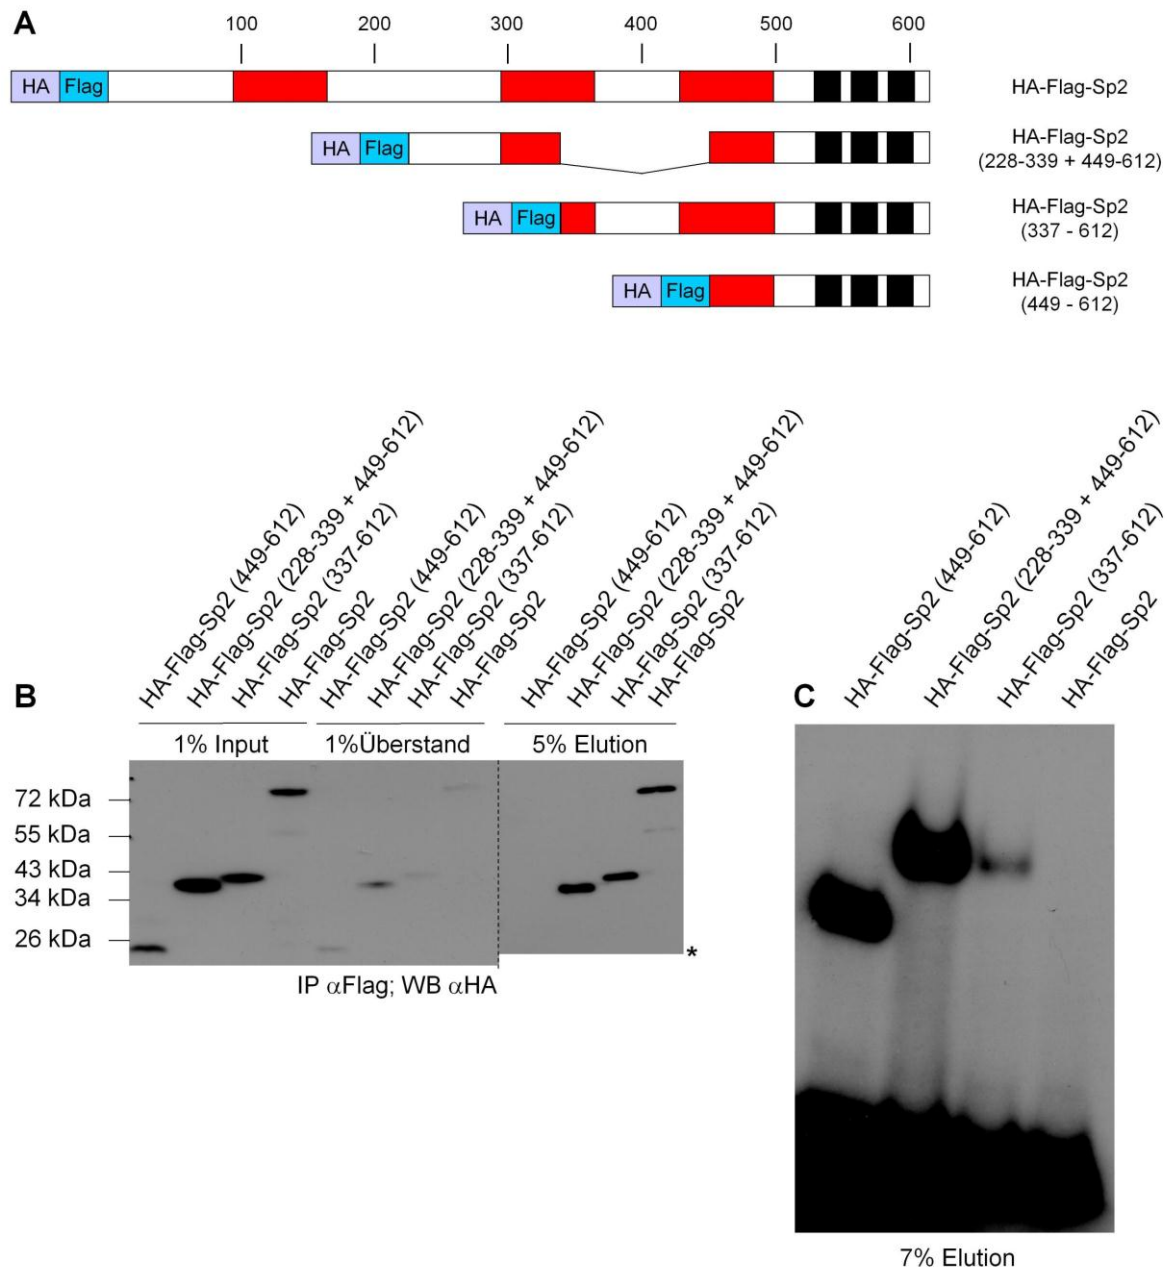 A
100 200 300 400 500 600
HA Flag
HA-Flag-Sp2
HA Flag
HA-Flag-Sp2
(228-339 + 449-612)
HA Flag
HA-Flag-Sp2
(337 - 612)
HA Flag
HA-Flag-Sp2
(449 - 612)
B
HA-Flag-Sp2 (449-612)
HA-Flag-Sp2 (228-339 + 449-612)
HA-Flag-Sp2 (337-612)
HA-Flag-Sp2
HA-Flag-Sp2 (449-612)
HA-Flag-Sp2 (228-339 + 449-612)
HA-Flag-Sp2 (337-612)
HA-Flag-Sp2
HA-Flag-Sp2 (449-612)
HA-Flag-Sp2 (228-339 + 449-612)
HA-Flag-Sp2 (337-612)
HA-Flag-Sp2
1% Input
1%Überstand
5% Elution
72 kDa
55 kDa
43 kDa
34 kDa
26 kDa
*
IP αFlag; WB αHA
C
HA-Flag-Sp2 (449-612)
HA-Flag-Sp2 (228-339 + 449-612)
HA-Flag-Sp2 (337-612)
HA-Flag-Sp2
7% Elution